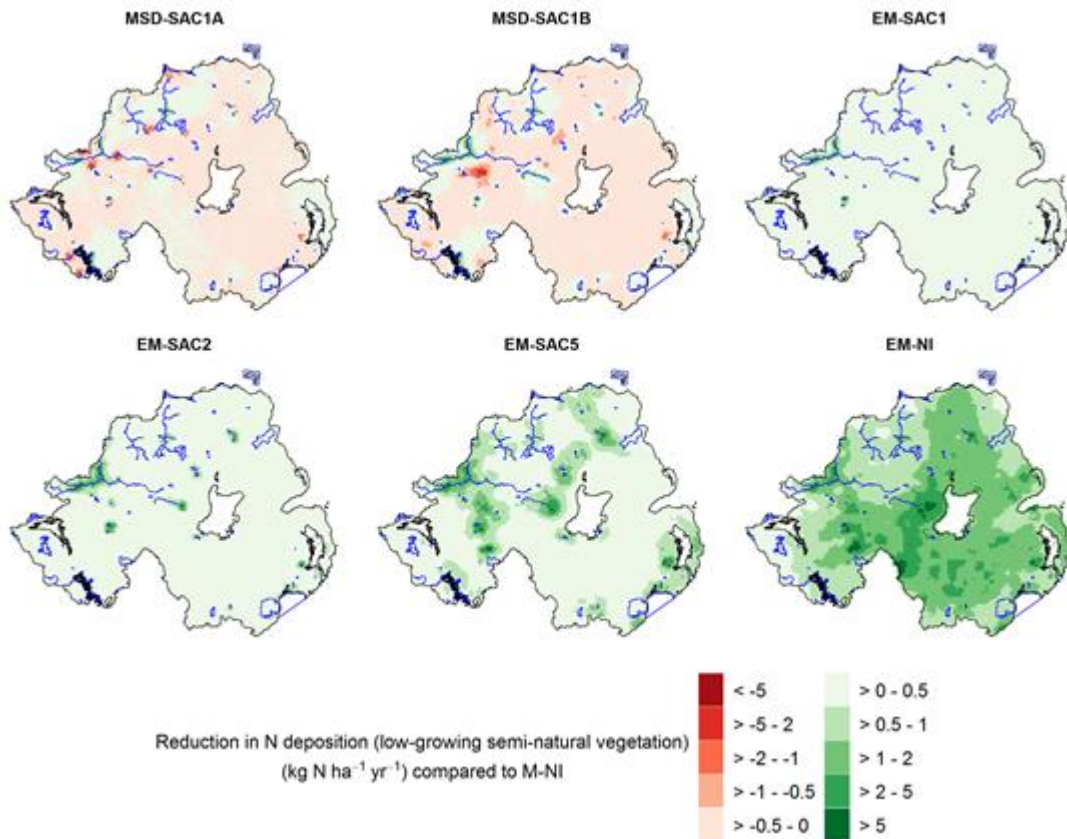 MSD-SAC1A
MSD-SAC1B
EM-SAC1
EM-SAC2
EM-SAC5
EM-NI
Reduction in N deposition (low-growing semi-natural vegetation)
(kg N ha⁻¹ yr⁻¹) compared to M-NI
< -5
> -5 - 2
> -2 - -1
> -1 - -0.5
> -0.5 - 0
> 0 - 0.5
> 0.5 - 1
> 1 - 2
> 2 - 5
> 5